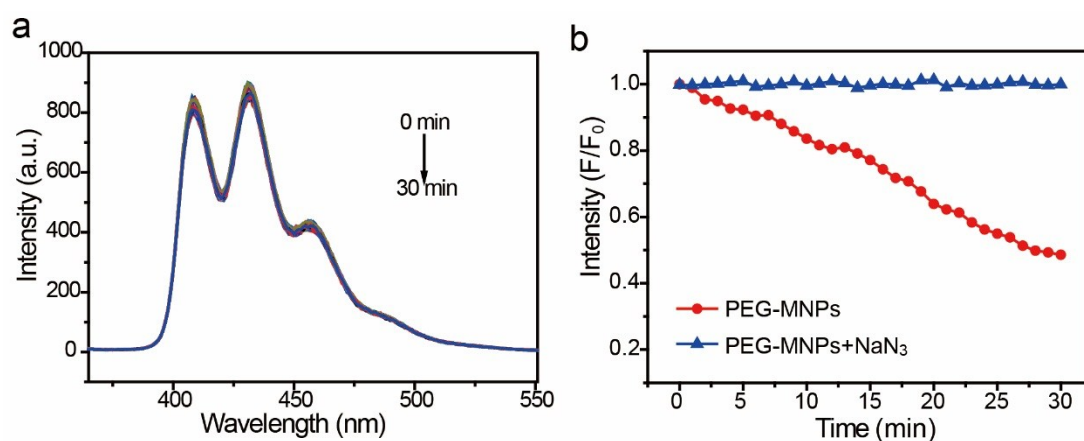 a
1000
800
600
400
200
0
Intensity (a.u.)
0 min
30 min
400
450
500
550
Wavelength (nm)
b
1.0
0.8
0.6
0.4
0.2
Intensity (F/F₀)
PEG-MNPs
PEG-MNPs+NaN₃
0
5
10
15
20
25
30
Time (min)